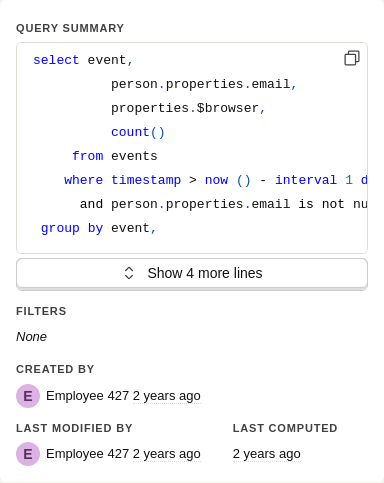 QUERY SUMMARY
select event,
person.properties.email,
properties.$browser,
count()
from events
where timestamp > now () - interval 1 d
and person.properties.email is not nu
group by event,
Show 4 more lines
FILTERS
None
CREATED BY
E Employee 427 2 years ago
LAST MODIFIED BY
E Employee 427 2 years ago
LAST COMPUTED
2 years ago